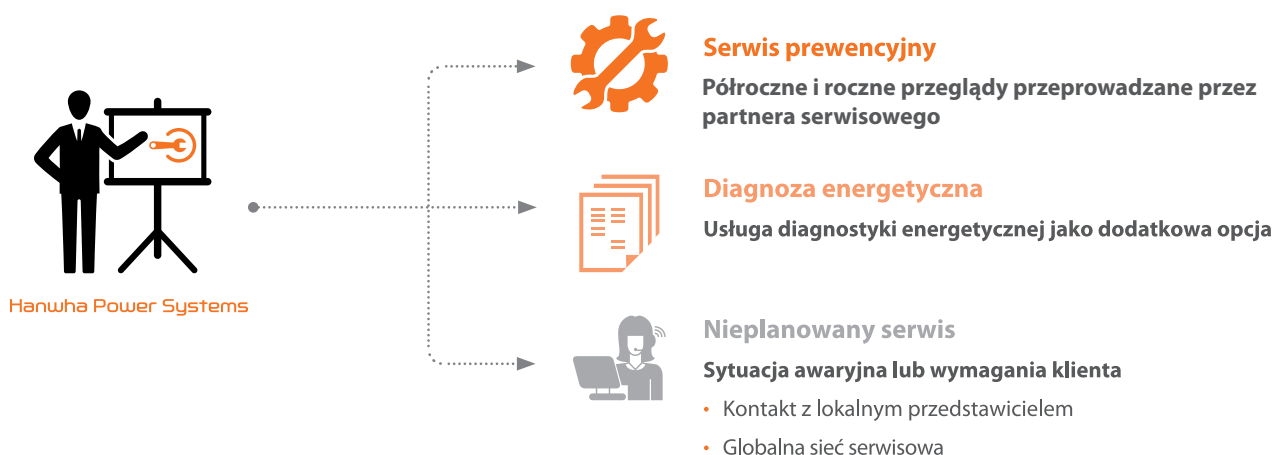 Hanwha Power Systems
Serwis prewencyjny
Półroczne i roczne przeglądy przeprowadzane przez
partnera serwisowego
Diagnoza energetyczna
Usługa diagnostyki energetycznej jako dodatkowa opcja
Nieplanowany serwis
Sytuacja awaryjna lub wymagania klienta
• Kontakt z lokalnym przedstawicielem
• Globalna sieć serwisowa